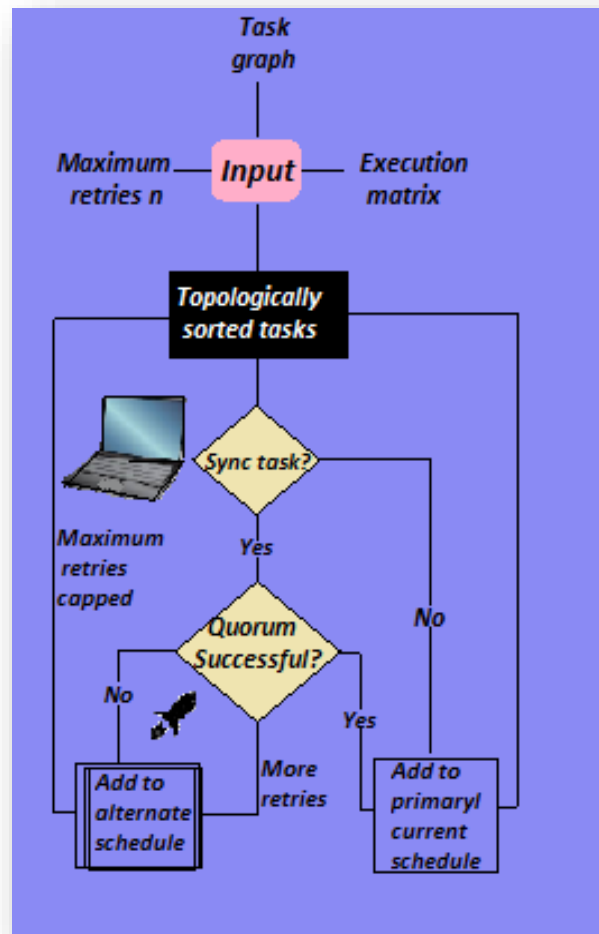 Task
graph
Maximum
retries n
Input
Execution
matrix
Topologically
sorted tasks
Sync task?
Maximum
retries
capped
Yes
No
Quorum
Successful?
No
Yes
More
retries
Add to
alternate
schedule
Add to
primaryl
current
schedule